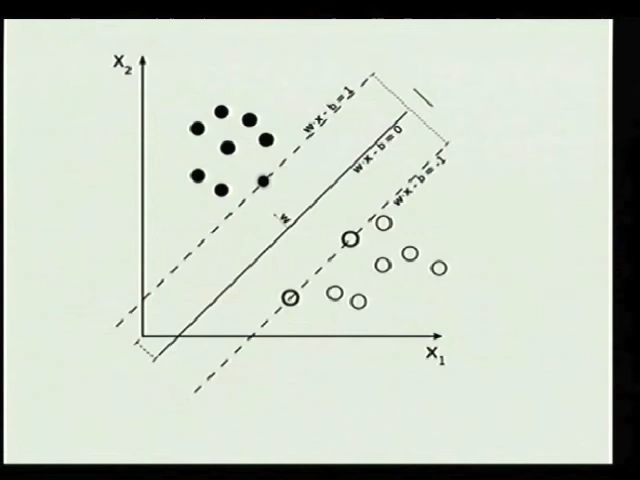 X2
w·x - b = 1
w·x - b = 0
w·x - b = -1
w
X1